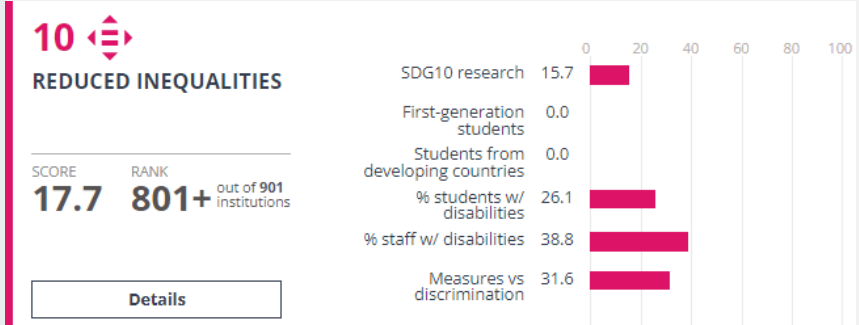 10
REDUCED INEQUALITIES
SCORE
17.7
RANK
801+ out of 901
institutions
Details
0 20 40 60 80 100
SDG10 research 15.7
First-generation 0.0
students
Students from 0.0
developing countries
% students w/ 26.1
disabilities
% staff w/ disabilities 38.8
Measures vs 31.6
discrimination